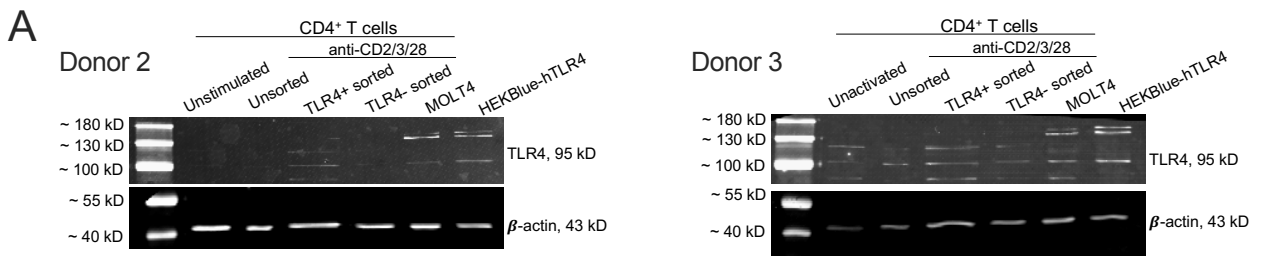 A
CD4⁺ T cells
anti-CD2/3/28
Donor 2
Unstimulated
Unsorted
TLR4+ sorted
TLR4- sorted
MOLT4
HEKBlue-hTLR4
~ 180 kD
~ 130 kD
~ 100 kD
TLR4, 95 kD
~ 55 kD
~ 40 kD
β-actin, 43 kD
CD4⁺ T cells
anti-CD2/3/28
Donor 3
Unactivated
Unsorted
TLR4+ sorted
TLR4- sorted
MOLT4
HEKBlue-hTLR4
~ 180 kD
~ 130 kD
~ 100 kD
TLR4, 95 kD
~ 55 kD
~ 40 kD
β-actin, 43 kD